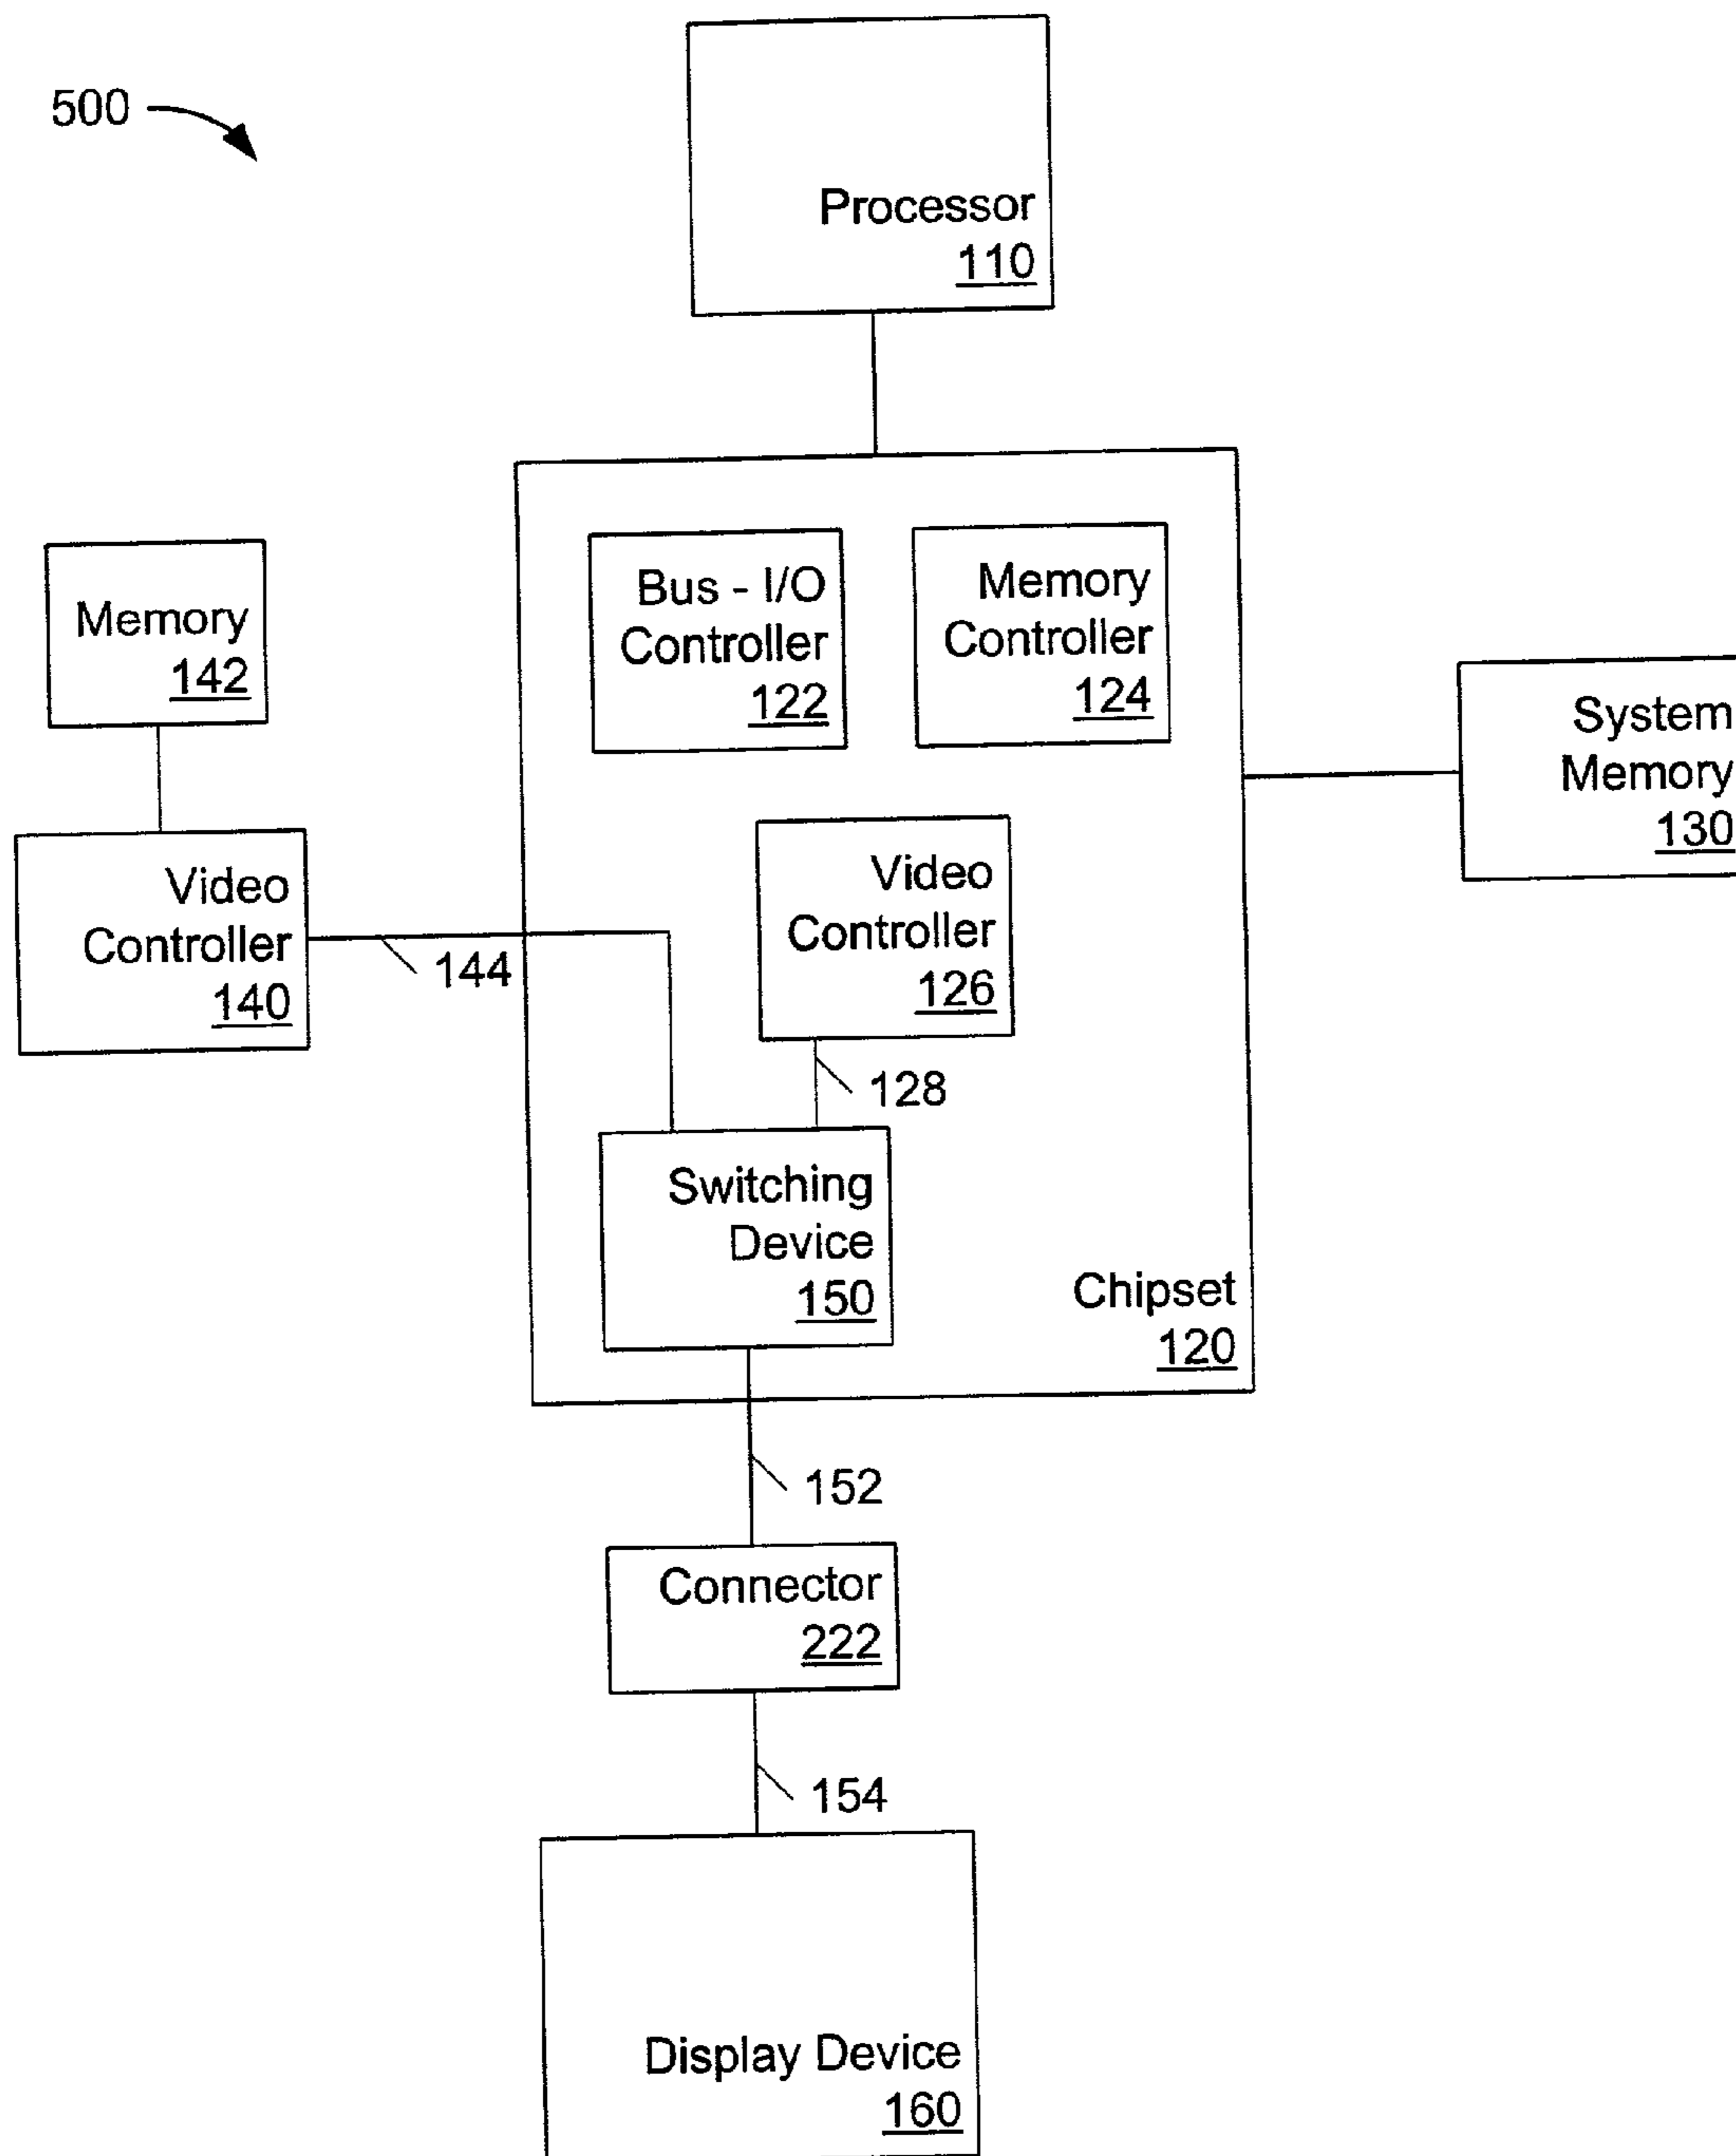 500
Processor
110
Bus - I/O
Controller
122
Memory
Controller
124
Memory
142
System
Memory
130
Video
Controller
140
144
Video
Controller
126
128
Switching
Device
150
Chipset
120
152
Connector
222
154
Display Device
160